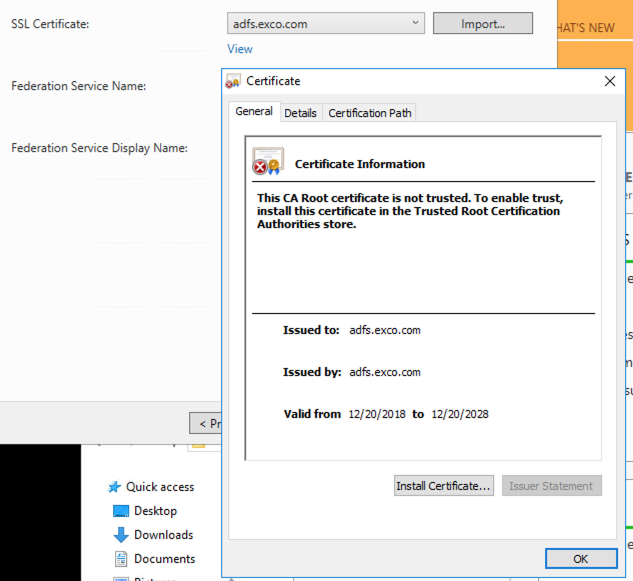 SSL Certificate:
adfs.exco.com
Import...
View
HAT'S NEW
Federation Service Name:
Federation Service Display Name:
Certificate
General
Details
Certification Path
Certificate Information
This CA Root certificate is not trusted. To enable trust,
install this certificate in the Trusted Root Certification
Authorities store.
Issued to: adfs.exco.com
Issued by: adfs.exco.com
Valid from 12/20/2018 to 12/20/2028
Install Certificate...
Issuer Statement
OK
< Pr
Quick access
Desktop
Downloads
Documents